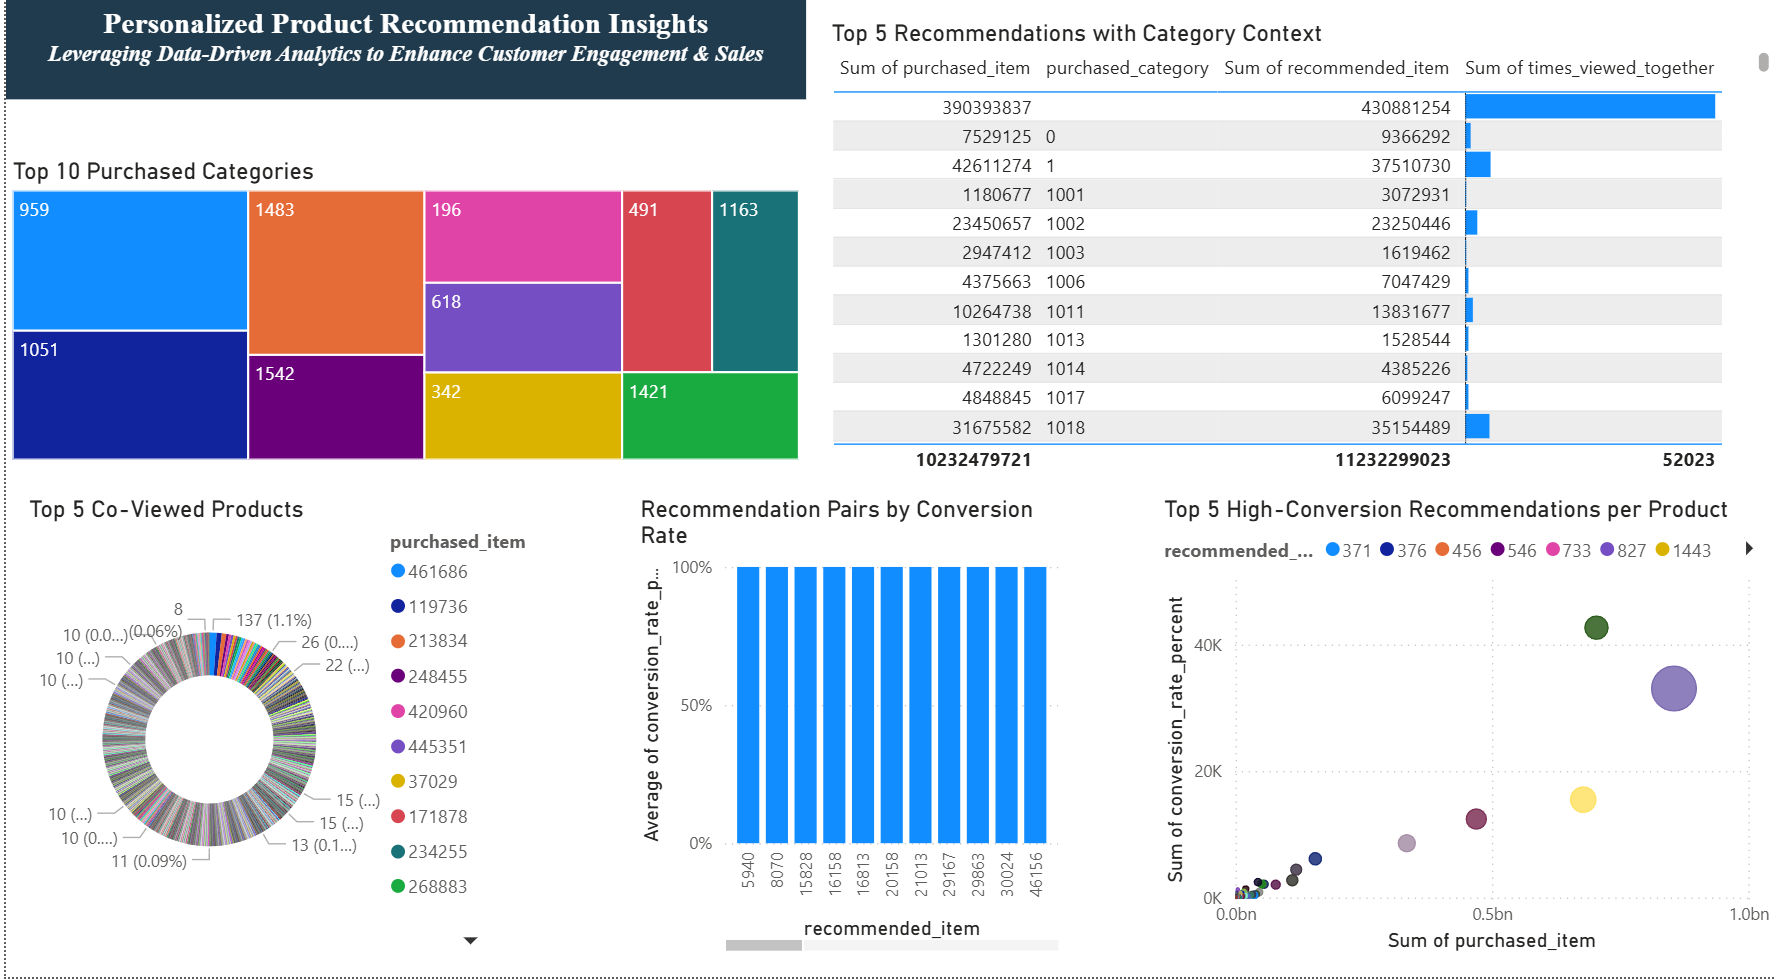 Personalized Product Recommendation Insights
Leveraging Data-Driven Analytics to Enhance Customer Engagement & Sales
Top 10 Purchased Categories
959
1051
1483
1542
196
618
342
491
1163
1421
Top 5 Recommendations with Category Context
Sum of purchased_item purchased_category Sum of recommended_item Sum of times_viewed_together
390393837 430881254
7529125 0 9366292
42611274 1 37510730
1180677 1001 3072931
23450657 1002 23250446
2947412 1003 1619462
4375663 1006 7047429
10264738 1011 13831677
1301280 1013 1528544
4722249 1014 4385226
4848845 1017 6099247
31675582 1018 35154489
10232479721 11232299023 52023
Top 5 Co-Viewed Products
8
(0.06%)
137 (1.1%)
26 (0....)
22 (...)
15 (...)
15 (...)
13 (0.1...)
11 (0.09%)
10 (0....)
10 (...)
10 (...)
10 (...)
10 (0.0...)
purchased_item
461686
119736
213834
248455
420960
445351
37029
171878
234255
268883
Recommendation Pairs by Conversion
Rate
Average of conversion_rate_p...
100%
50%
0%
5940
8070
15828
16158
16813
20158
21013
29167
29863
30024
46156
recommended_item
Top 5 High-Conversion Recommendations per Product
recommended_... 371 376 456 546 733 827 1443
Sum of conversion_rate_percent
40K
20K
0K
0.0bn 0.5bn 1.0bn
Sum of purchased_item